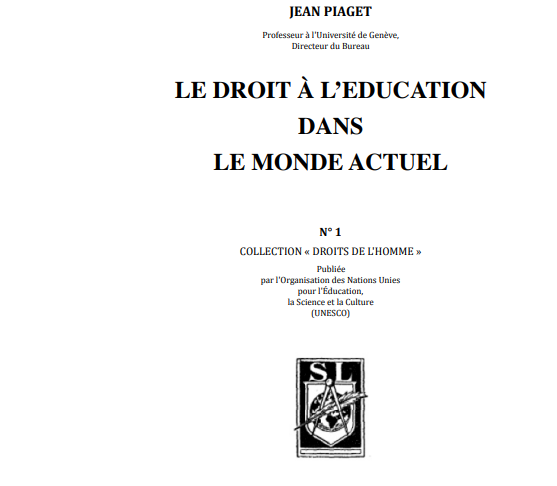 JEAN PIAGET
Professeur à l'Université de Genève,
Directeur du Bureau
LE DROIT À L’EDUCATION
DANS
LE MONDE ACTUEL
N° 1
COLLECTION « DROITS DE L'HOMME »
Publiée
par l'Organisation des Nations Unies
pour l'Éducation,
la Science et la Culture
(UNESCO)
S L